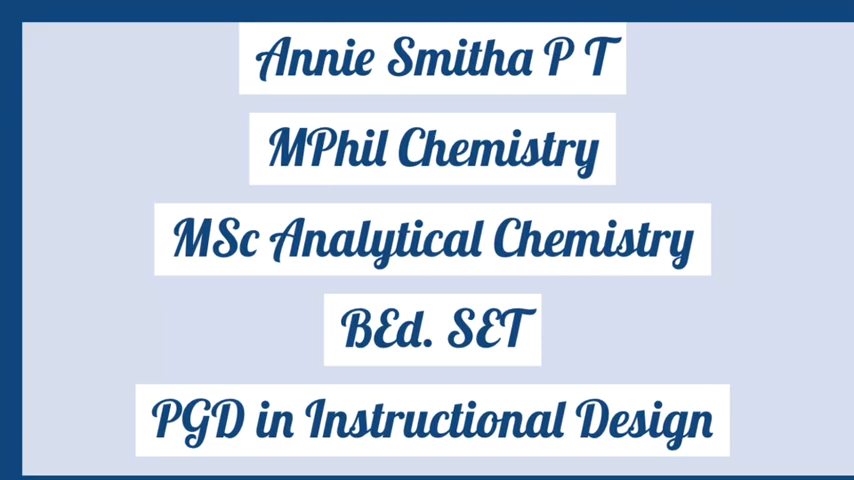 Annie Smitha P T
MPhil Chemistry
MSc Analytical Chemistry
BEd. SET
PGD in Instructional Design